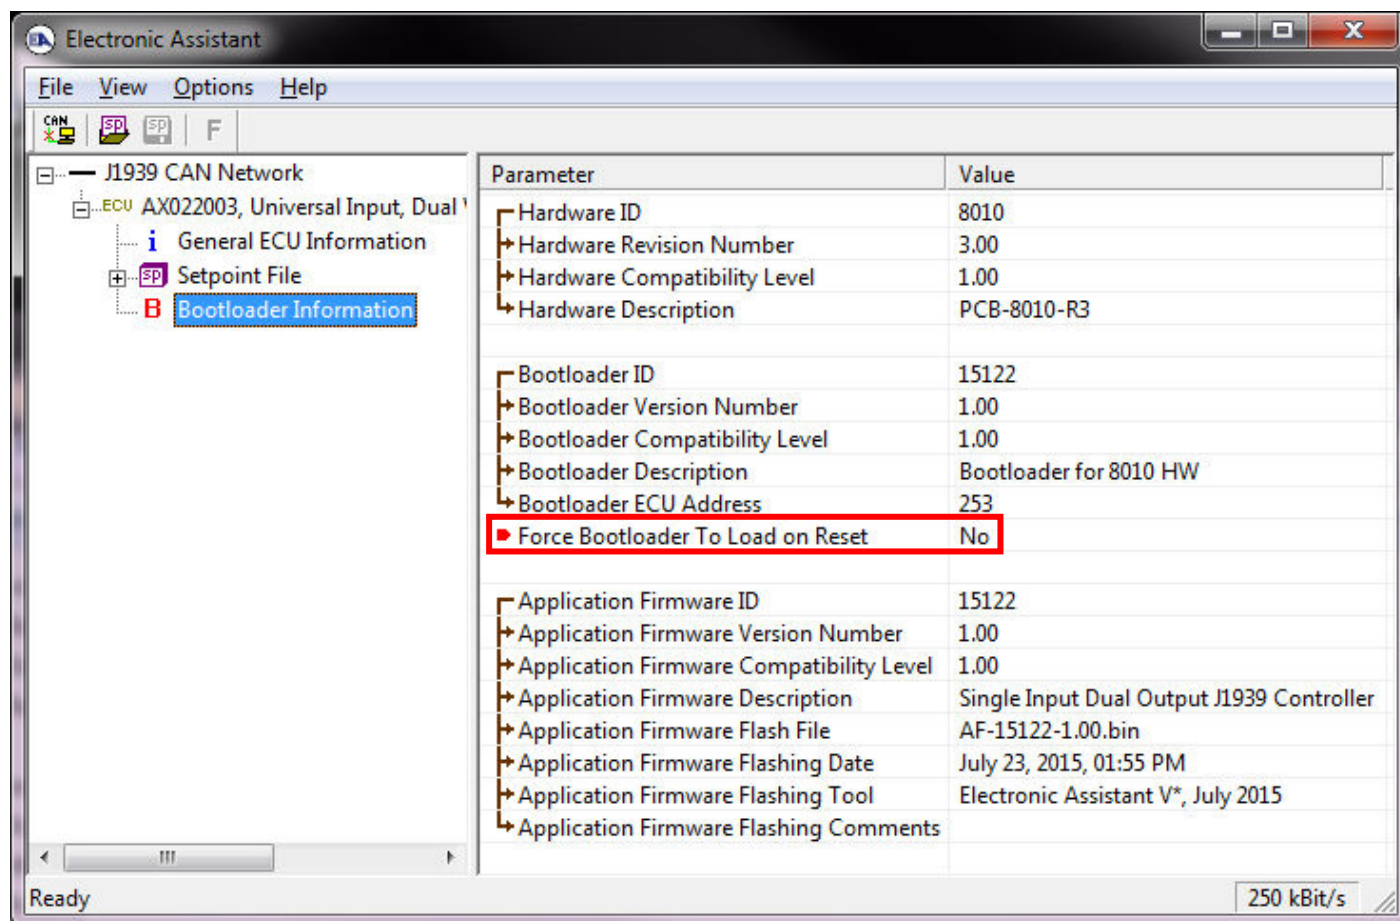 Electronic Assistant
File View Options Help
CAN SP SP F
J1939 CAN Network
ECU AX022003, Universal Input, Dual
i General ECU Information
SP Setpoint File
B Bootloader Information
Parameter Value
Hardware ID 8010
Hardware Revision Number 3.00
Hardware Compatibility Level 1.00
Hardware Description PCB-8010-R3
Bootloader ID 15122
Bootloader Version Number 1.00
Bootloader Compatibility Level 1.00
Bootloader Description Bootloader for 8010 HW
Bootloader ECU Address 253
Force Bootloader To Load on Reset No
Application Firmware ID 15122
Application Firmware Version Number 1.00
Application Firmware Compatibility Level 1.00
Application Firmware Description Single Input Dual Output J1939 Controller
Application Firmware Flash File AF-15122-1.00.bin
Application Firmware Flashing Date July 23, 2015, 01:55 PM
Application Firmware Flashing Tool Electronic Assistant V*, July 2015
Application Firmware Flashing Comments
Ready 250 kBit/s